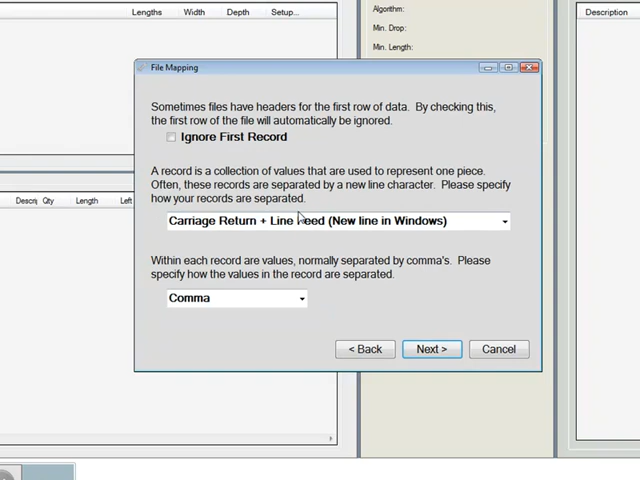 Lengths Width Depth Setup...
Algorithm:
Min. Drop:
Min. Length:
Description
File Mapping
Sometimes files have headers for the first row of data. By checking this,
the first row of the file will automatically be ignored.
Ignore First Record
A record is a collection of values that are used to represent one piece.
Often, these records are separated by a new line character. Please specify
how your records are separated.
Carriage Return + Line Feed (New line in Windows)
Within each record are values, normally separated by comma's. Please
specify how the values in the record are separated.
Comma
< Back Next > Cancel
Descri Qty Length Left